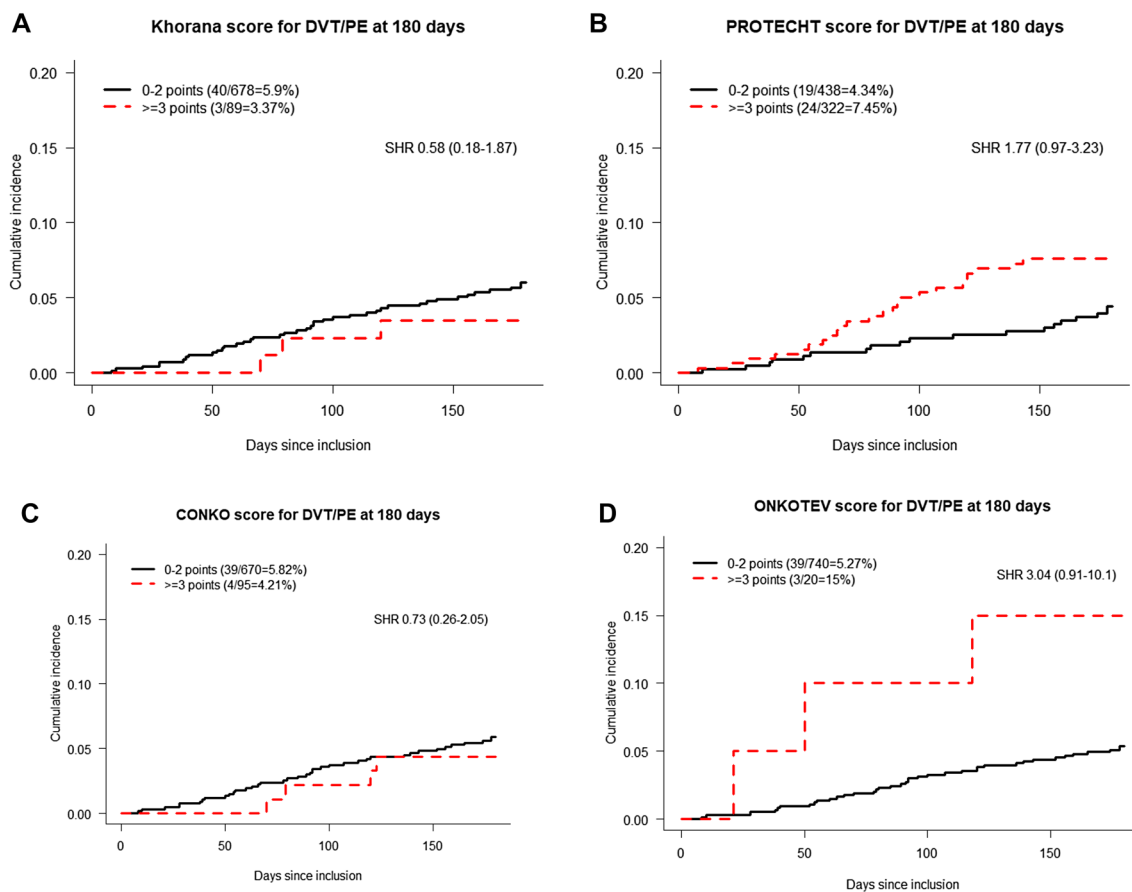 A
Khorana score for DVT/PE at 180 days
0.20
0.15
0.10
0.05
0.00
Cumulative incidence
0-2 points (40/678=5.9%)
>=3 points (3/89=3.37%)
SHR 0.58 (0.18-1.87)
0
50
100
150
Days since inclusion
B
PROTECHT score for DVT/PE at 180 days
0.20
0.15
0.10
0.05
0.00
Cumulative incidence
0-2 points (19/438=4.34%)
>=3 points (24/322=7.45%)
SHR 1.77 (0.97-3.23)
0
50
100
150
Days since inclusion
C
CONKO score for DVT/PE at 180 days
0.20
0.15
0.10
0.05
0.00
Cumulative incidence
0-2 points (39/670=5.82%)
>=3 points (4/95=4.21%)
SHR 0.73 (0.26-2.05)
0
50
100
150
Days since inclusion
D
ONKOTEV score for DVT/PE at 180 days
0.20
0.15
0.10
0.05
0.00
Cumulative incidence
0-2 points (39/740=5.27%)
>=3 points (3/20=15%)
SHR 3.04 (0.91-10.1)
0
50
100
150
Days since inclusion